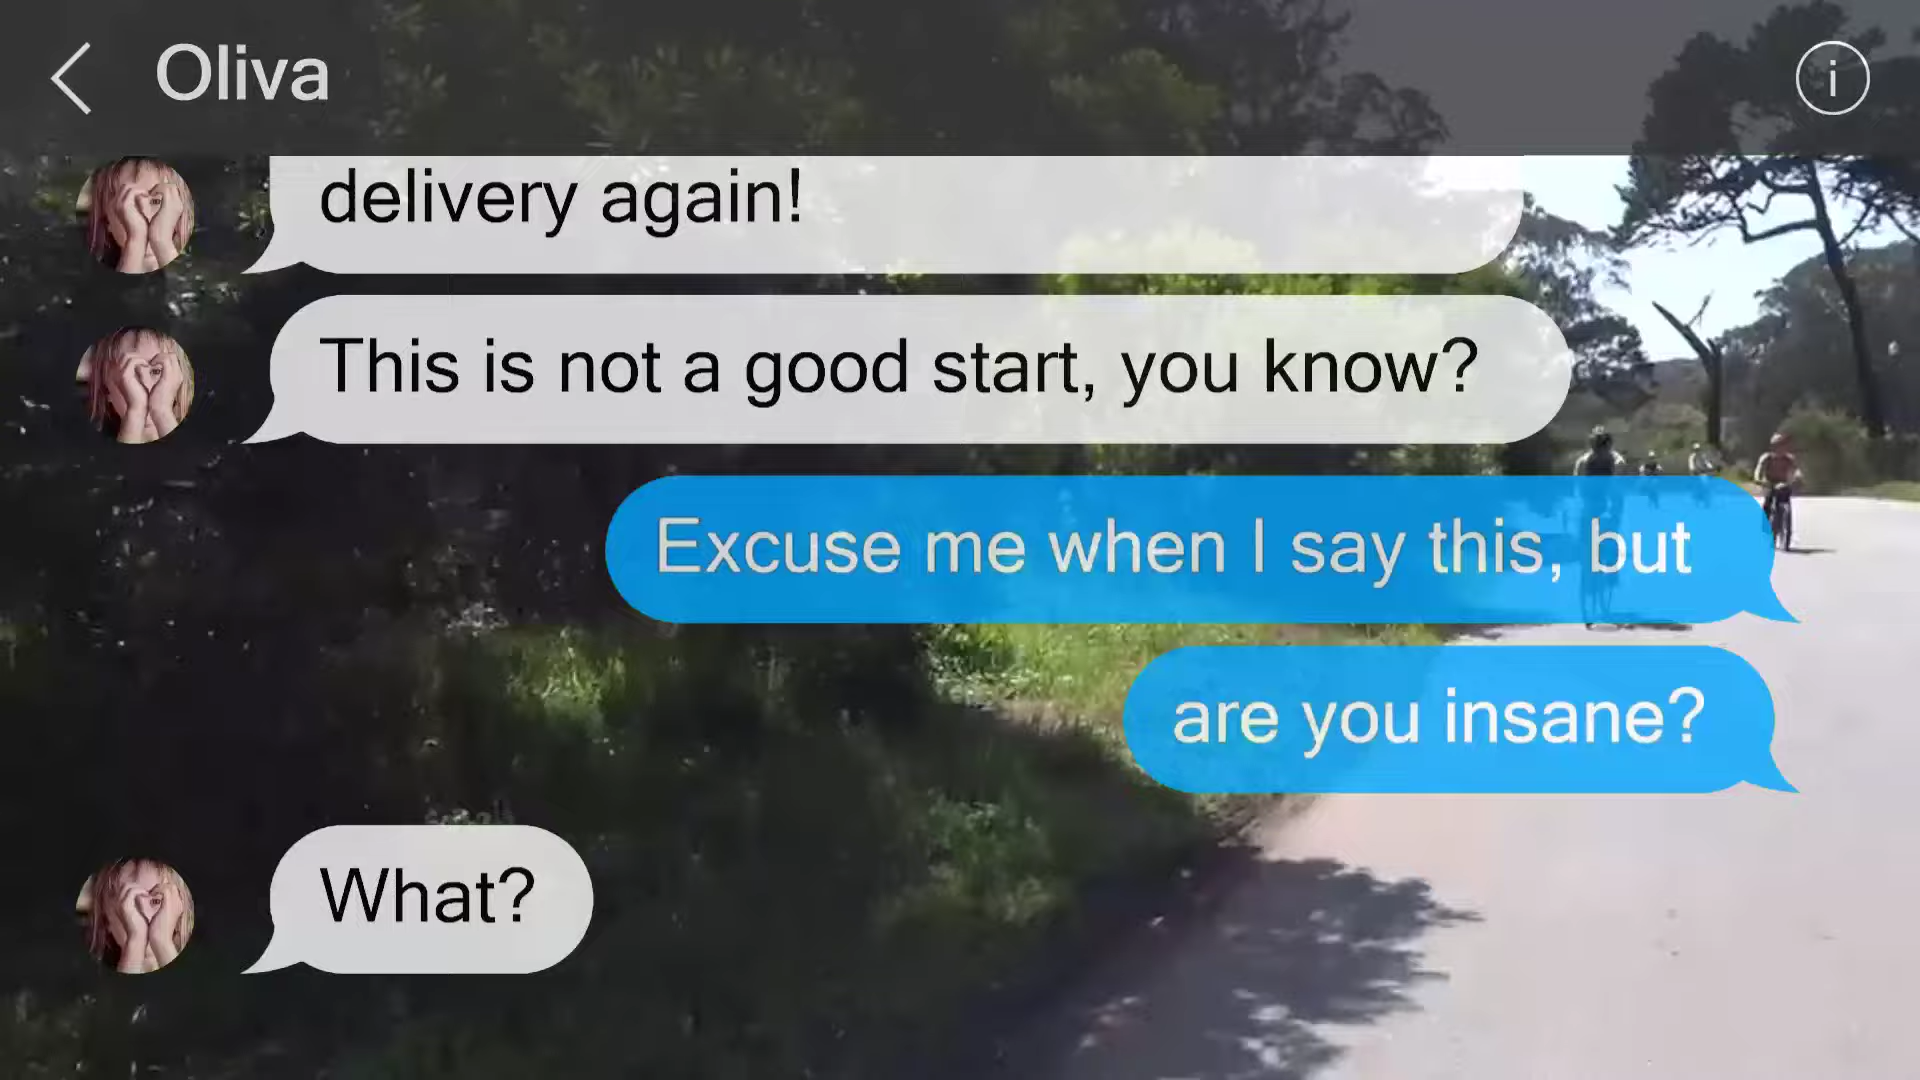 Oliva
delivery again!
This is not a good start, you know?
Excuse me when I say this, but
are you insane?
What?